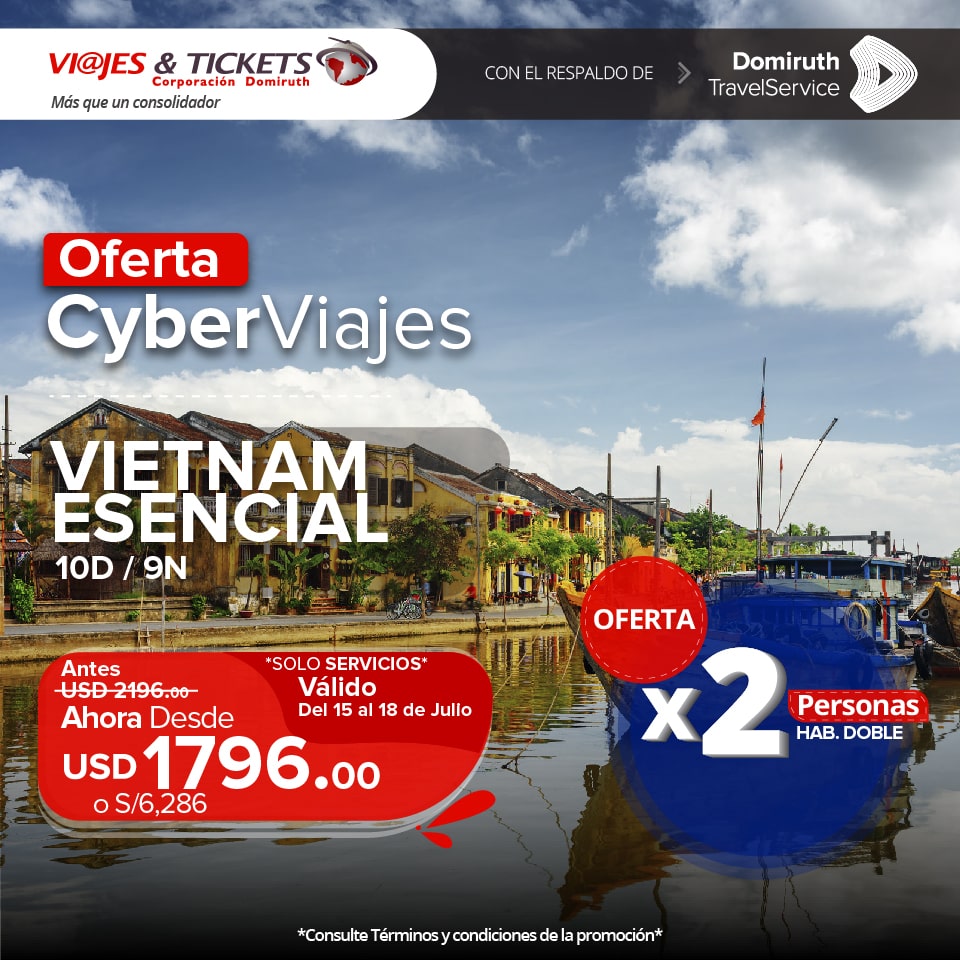 VI@JES & TICKETS
Corporación Domiruth
Más que un consolidador
CON EL RESPALDO DE
Domiruth
TravelService
Oferta
CyberViajes
VIETNAM
ESENCIAL
10D / 9N
Antes
USD 2196.00
Ahora Desde
USD 1796.00
o S/6,286
*SOLO SERVICIOS*
Válido
Del 15 al 18 de Julio
OFERTA
x2
Personas
HAB. DOBLE
*Consulte Términos y condiciones de la promoción*